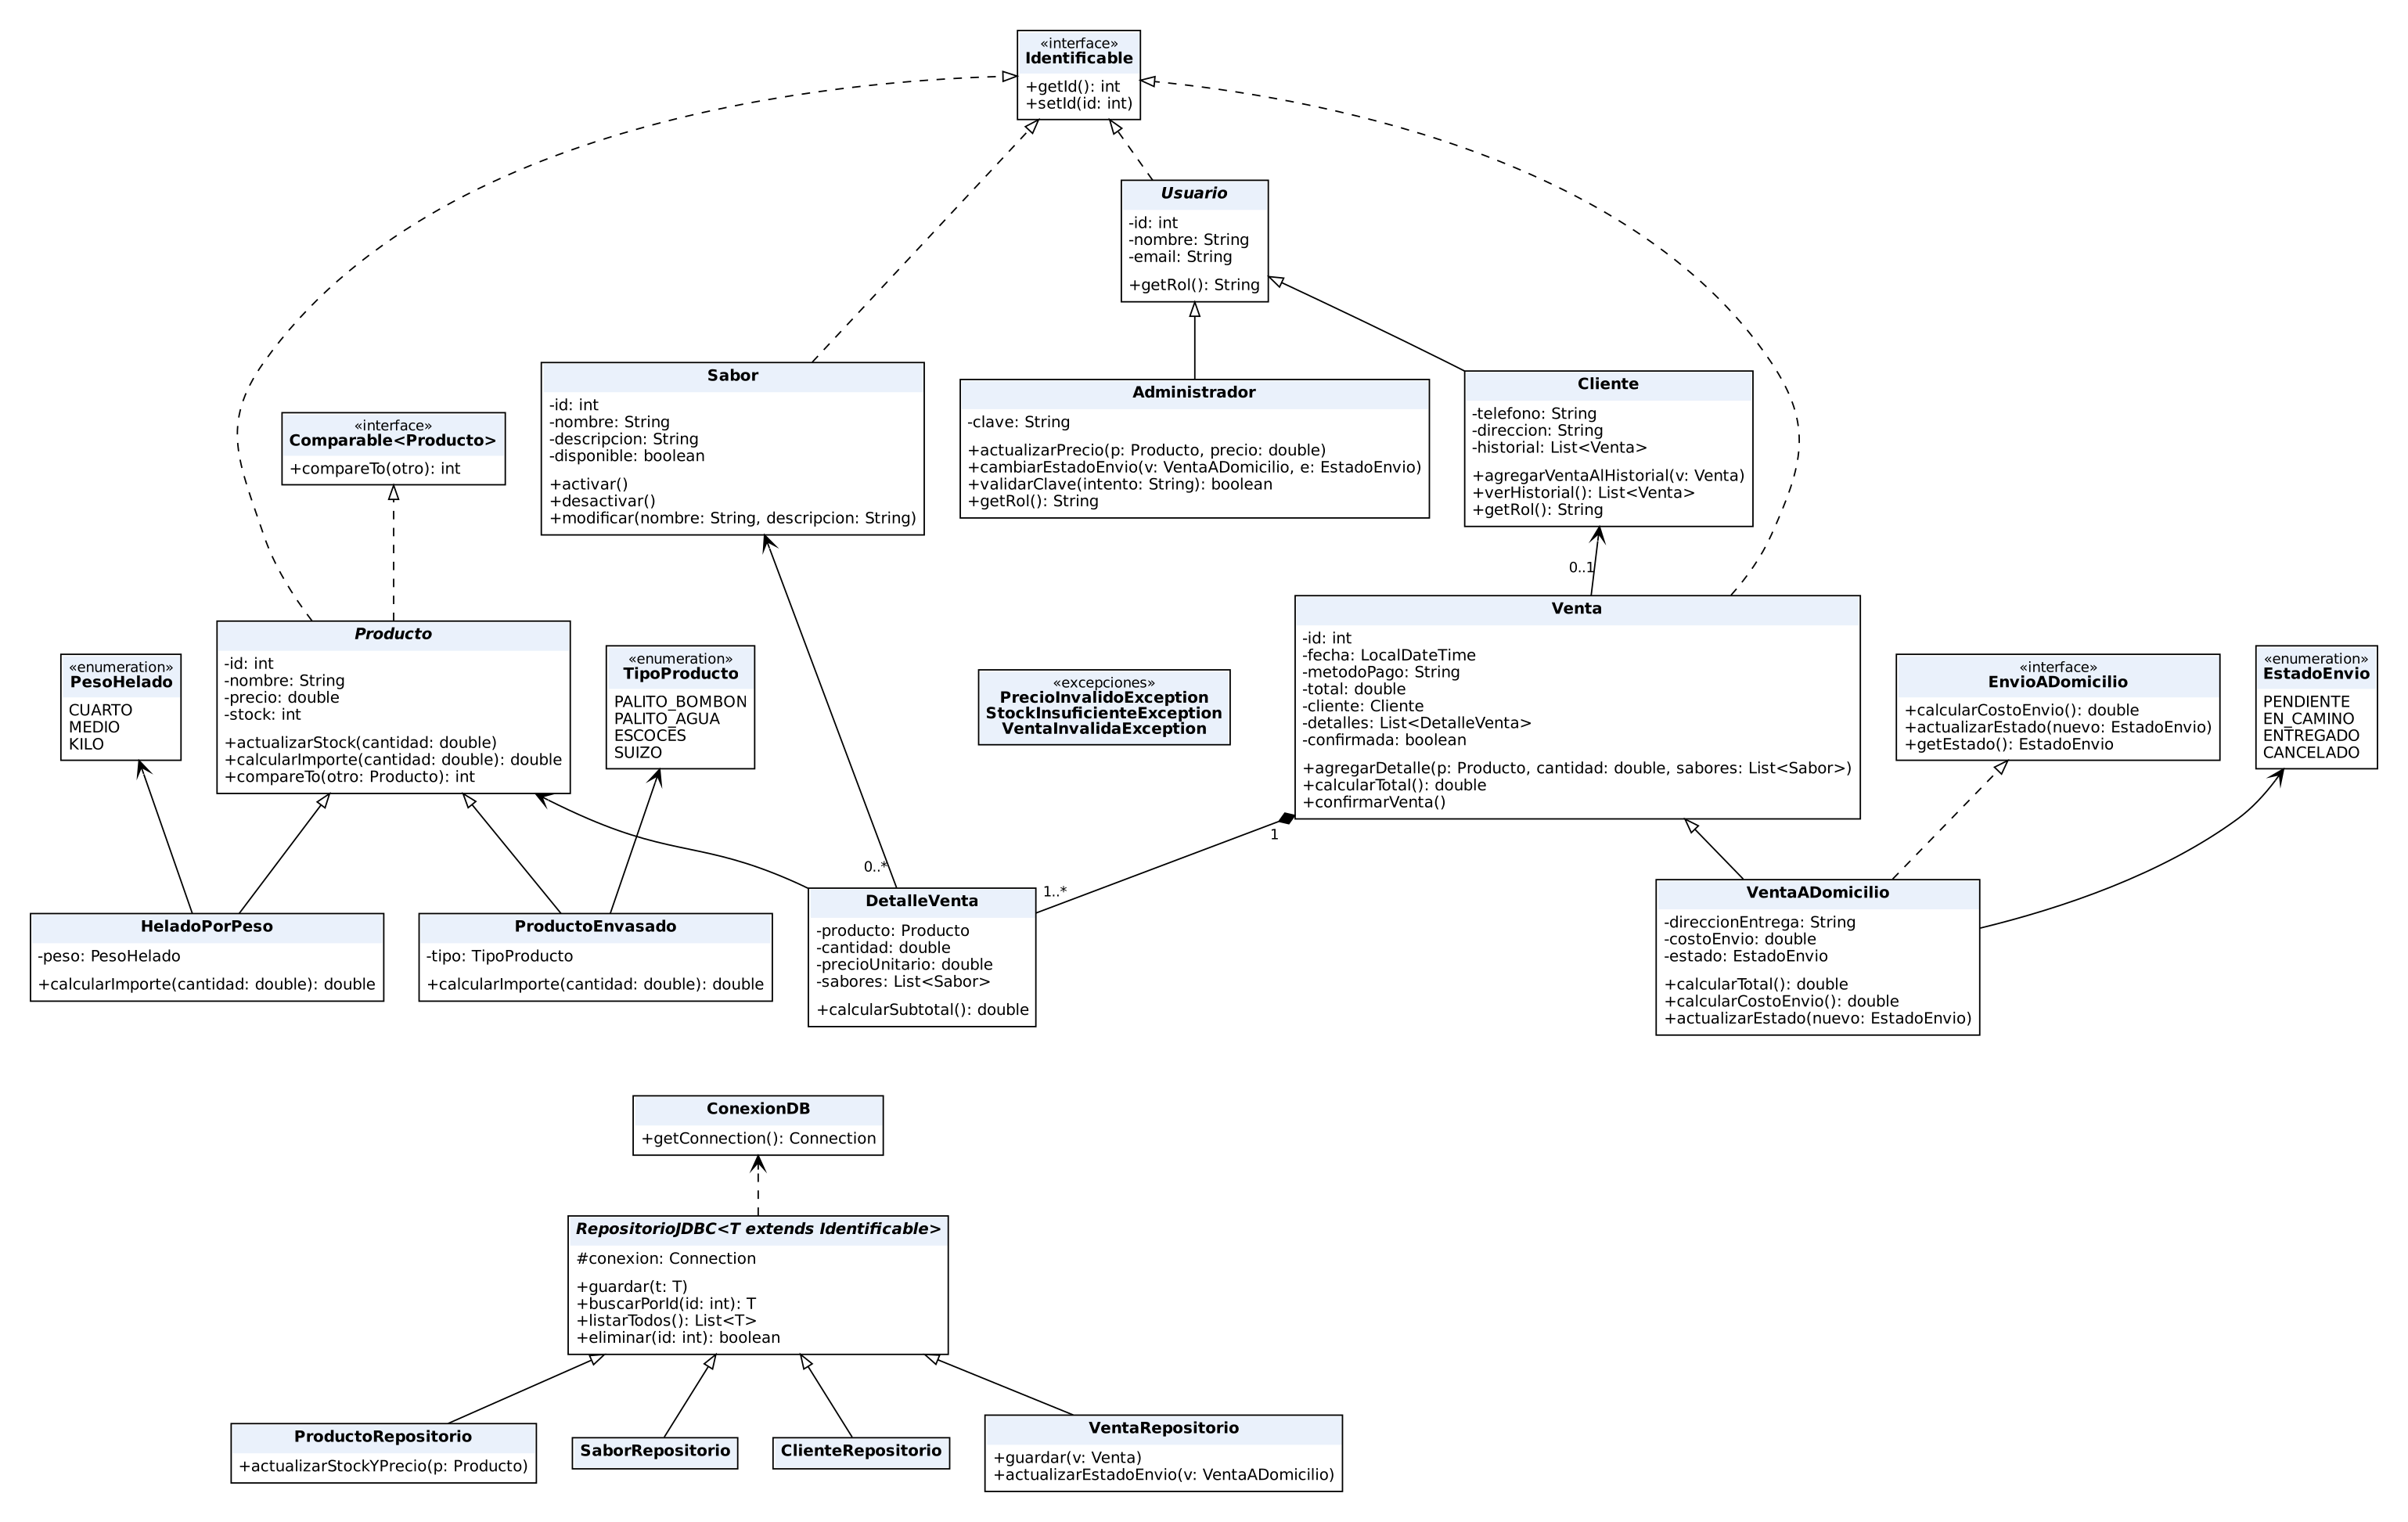 «interface»
Identificable
+getId(): int
+setId(id: int)
Usuario
-id: int
-nombre: String
-email: String
+getRol(): String
Sabor
-id: int
-nombre: String
-descripcion: String
-disponible: boolean
+activar()
+desactivar()
+modificar(nombre: String, descripcion: String)
Administrador
-clave: String
+actualizarPrecio(p: Producto, precio: double)
+cambiarEstadoEnvio(v: VentaADomicilio, e: EstadoEnvio)
+validarClave(intento: String): boolean
+getRol(): String
Cliente
-telefono: String
-direccion: String
-historial: List<Venta>
+agregarVentaAlHistorial(v: Venta)
+verHistorial(): List<Venta>
+getRol(): String
«interface»
Comparable<Producto>
+compareTo(otro): int
0..1
Producto
-id: int
-nombre: String
-precio: double
-stock: int
+actualizarStock(cantidad: double)
+calcularImporte(cantidad: double): double
+compareTo(otro: Producto): int
«enumeration»
PesoHelado
CUARTO
MEDIO
KILO
«enumeration»
TipoProducto
PALITO_BOMBON
PALITO_AGUA
ESCOCES
SUIZO
«excepciones»
PrecioInvalidoException
StockInsuficienteException
VentaInvalidaException
Venta
-id: int
-fecha: LocalDateTime
-metodoPago: String
-total: double
-cliente: Cliente
-detalles: List<DetalleVenta>
-confirmada: boolean
+agregarDetalle(p: Producto, cantidad: double, sabores: List<Sabor>)
+calcularTotal(): double
+confirmarVenta()
«interface»
EnvioADomicilio
+calcularCostoEnvio(): double
+actualizarEstado(nuevo: EstadoEnvio)
+getEstado(): EstadoEnvio
«enumeration»
EstadoEnvio
PENDIENTE
EN_CAMINO
ENTREGADO
CANCELADO
1
0..*
1..*
HeladoPorPeso
-peso: PesoHelado
+calcularImporte(cantidad: double): double
ProductoEnvasado
-tipo: TipoProducto
+calcularImporte(cantidad: double): double
DetalleVenta
-producto: Producto
-cantidad: double
-precioUnitario: double
-sabores: List<Sabor>
+calcularSubtotal(): double
VentaADomicilio
-direccionEntrega: String
-costoEnvio: double
-estado: EstadoEnvio
+calcularTotal(): double
+calcularCostoEnvio(): double
+actualizarEstado(nuevo: EstadoEnvio)
ConexionDB
+getConnection(): Connection
RepositorioJDBC<T extends Identificable>
#conexion: Connection
+guardar(t: T)
+buscarPorId(id: int): T
+listarTodos(): List<T>
+eliminar(id: int): boolean
ProductoRepositorio
+actualizarStockYPrecio(p: Producto)
SaborRepositorio
ClienteRepositorio
VentaRepositorio
+guardar(v: Venta)
+actualizarEstadoEnvio(v: VentaADomicilio)